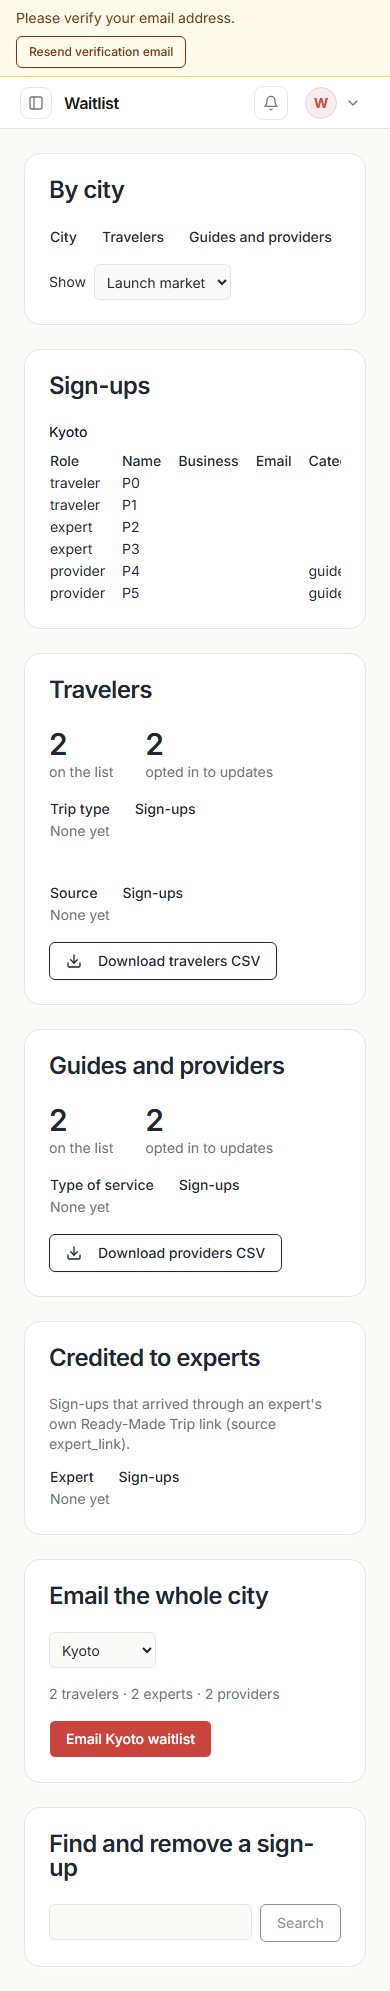 Please verify your email address.
Resend verification email
Waitlist
W
By city
City Travelers Guides and providers
Show Launch market
Sign-ups
Kyoto
Role Name Business Email
traveler P0
traveler P1
expert P2
expert P3
provider P4
provider P5
Travelers
2 2
on the list opted in to updates
Trip type Sign-ups
None yet
Source Sign-ups
None yet
Download travelers CSV
Guides and providers
2 2
on the list opted in to updates
Type of service Sign-ups
None yet
Download providers CSV
Credited to experts
Sign-ups that arrived through an expert's
own Ready-Made Trip link (source
expert_link).
Expert Sign-ups
None yet
Email the whole city
Kyoto
2 travelers · 2 experts · 2 providers
Email Kyoto waitlist
Find and remove a sign-
up
Search